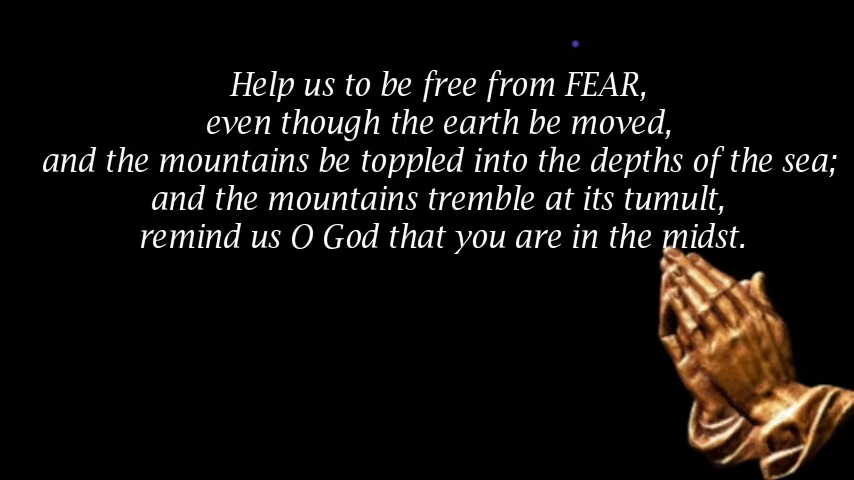 Help us to be free from FEAR,
even though the earth be moved,
and the mountains be toppled into the depths of the sea;
and the mountains tremble at its tumult,
remind us O God that you are in the midst.